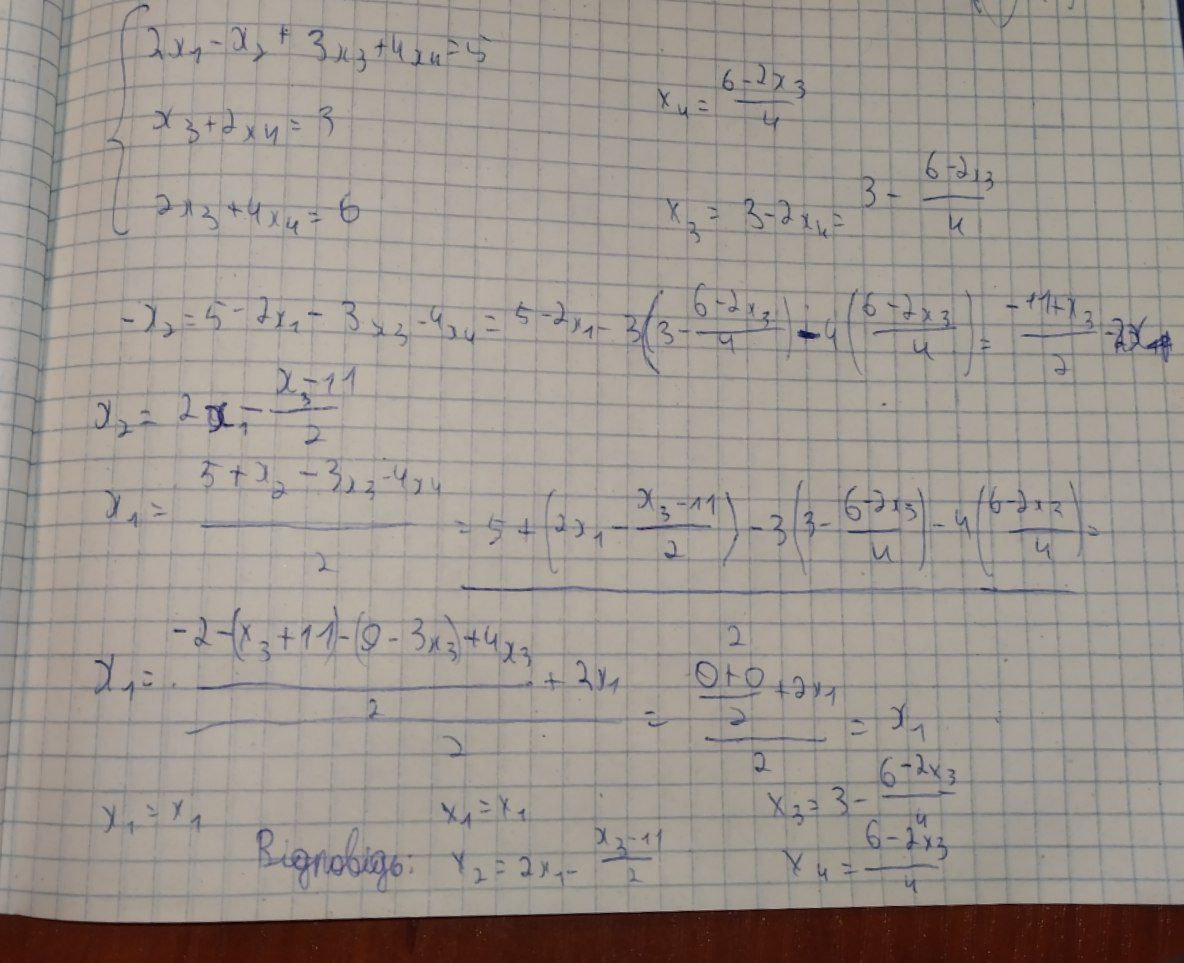 2x₁ - x₂ + 3x₃ + 4x₄ = 5
x₄ = (6-2x₃)/4
x₃ + 2x₄ = 3
2x₃ + 4x₄ = 6
x₃ = 3-2x₄ = 3 - (6-2x₃)/4
-x₂ = 5 - 2x₁ - 3x₃ - 4x₄ = 5 - 2x₁ - 3(3 - (6-2x₃)/4) - 4((6-2x₃)/4) = (-11+x₃)/2 - 2x₁
x₂ = 2x₁ - (x₃-11)/2
x₁ = (5 + x₂ - 3x₃ - 4x₄)/2 = (5 + (2x₁ - (x₃-11)/2) - 3(3 - (6-2x₃)/4) - 4((6-2x₃)/4))/2 =
x₁ = ((-2-(x₃+11)-(9-3x₃)+4x₃)/2 + 2x₁)/2 = ((0+0)/2 + 2x₁)/2 = x₁
x₁ = x₁
Відповідь: x₁ = x₁ x₃ = 3 - (6-2x₃)/4
x₂ = 2x₁ - (x₃-11)/2 x₄ = (6-2x₃)/4